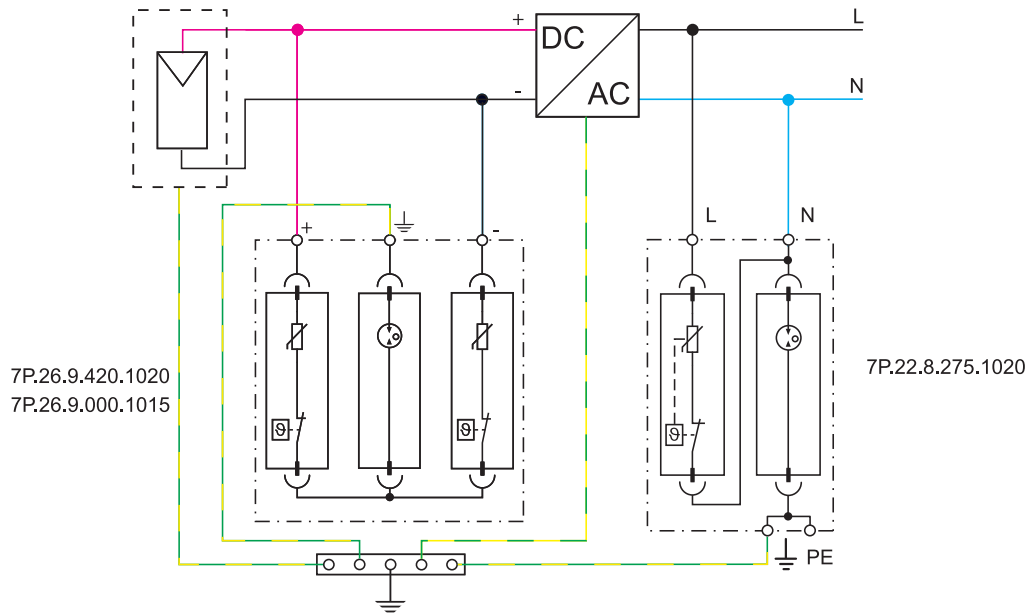 +
L
DC
-
AC
N
L
N
+
-
ϑ
ϑ
ϑ
7P.26.9.420.1020
7P.26.9.000.1015
7P.22.8.275.1020
PE